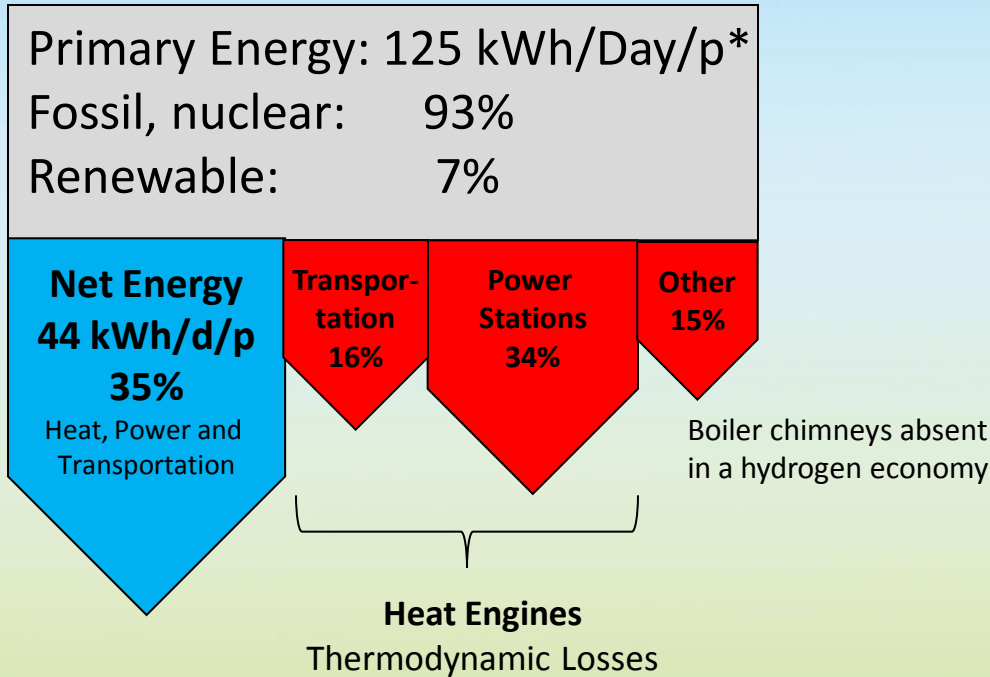 Primary Energy: 125 kWh/Day/p*
Fossil, nuclear: 93%
Renewable: 7%
Net Energy
44 kWh/d/p
35%
Heat, Power and
Transportation
Transpor-
tation
16%
Power
Stations
34%
Other
15%
Boiler chimneys absent
in a hydrogen economy
Heat Engines
Thermodynamic Losses